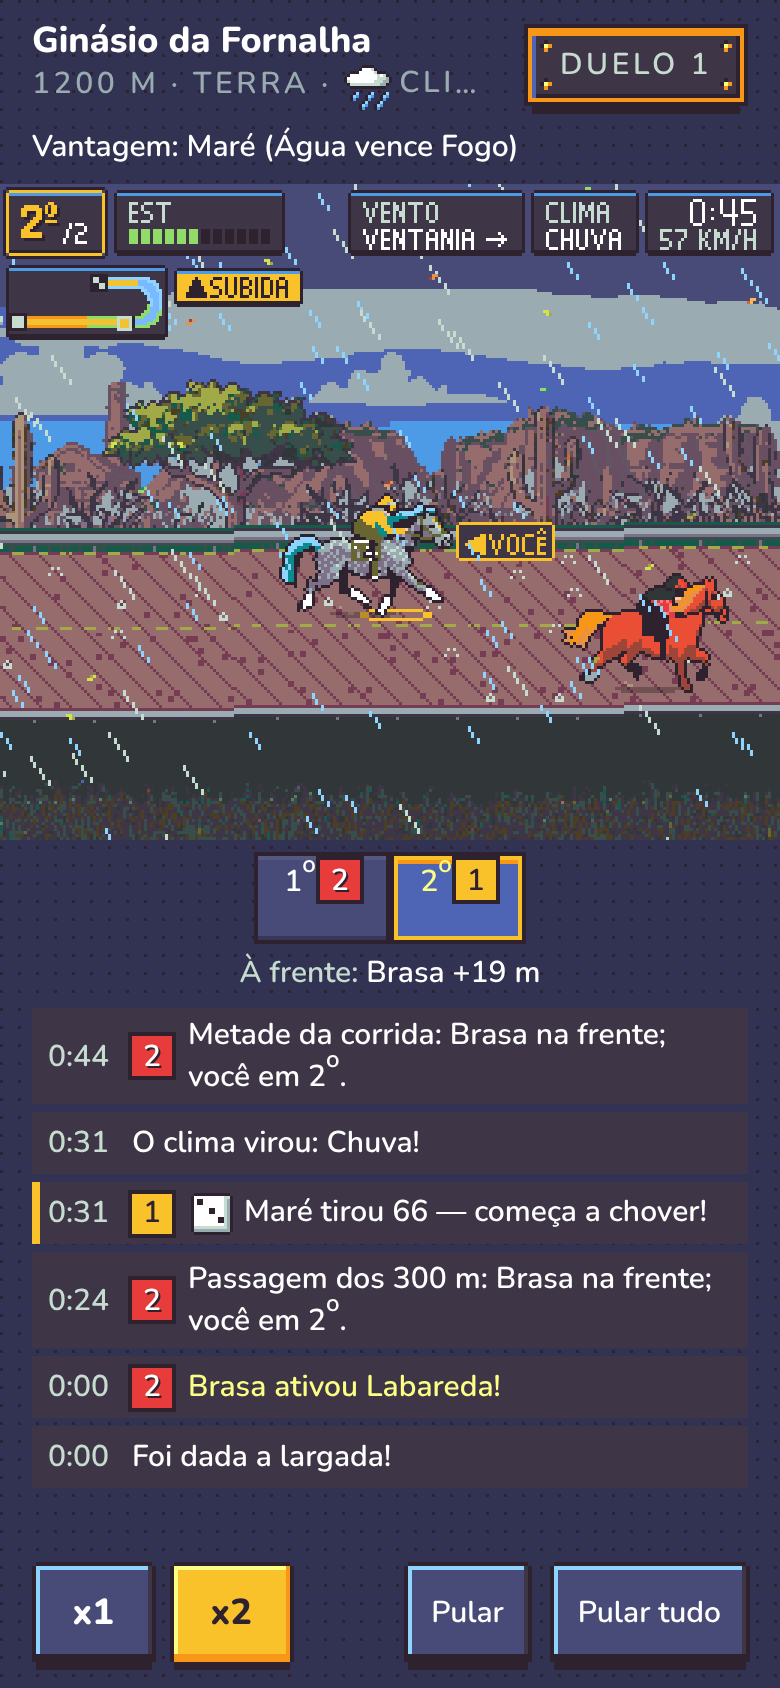 Ginásio da Fornalha
1200 M · TERRA · CLI...
DUELO 1
Vantagem: Maré (Água vence Fogo)
2º/2
EST
VENTO
VENTANIA →
CLIMA
CHUVA
0:45
57 KM/H
SUBIDA
VOCÊ
1º 2
2º 1
À frente: Brasa +19 m
0:44 2 Metade da corrida: Brasa na frente;
você em 2º.
0:31 O clima virou: Chuva!
0:31 1 Maré tirou 66 — começa a chover!
0:24 2 Passagem dos 300 m: Brasa na frente;
você em 2º.
0:00 2 Brasa ativou Labareda!
0:00 Foi dada a largada!
x1
x2
Pular
Pular tudo